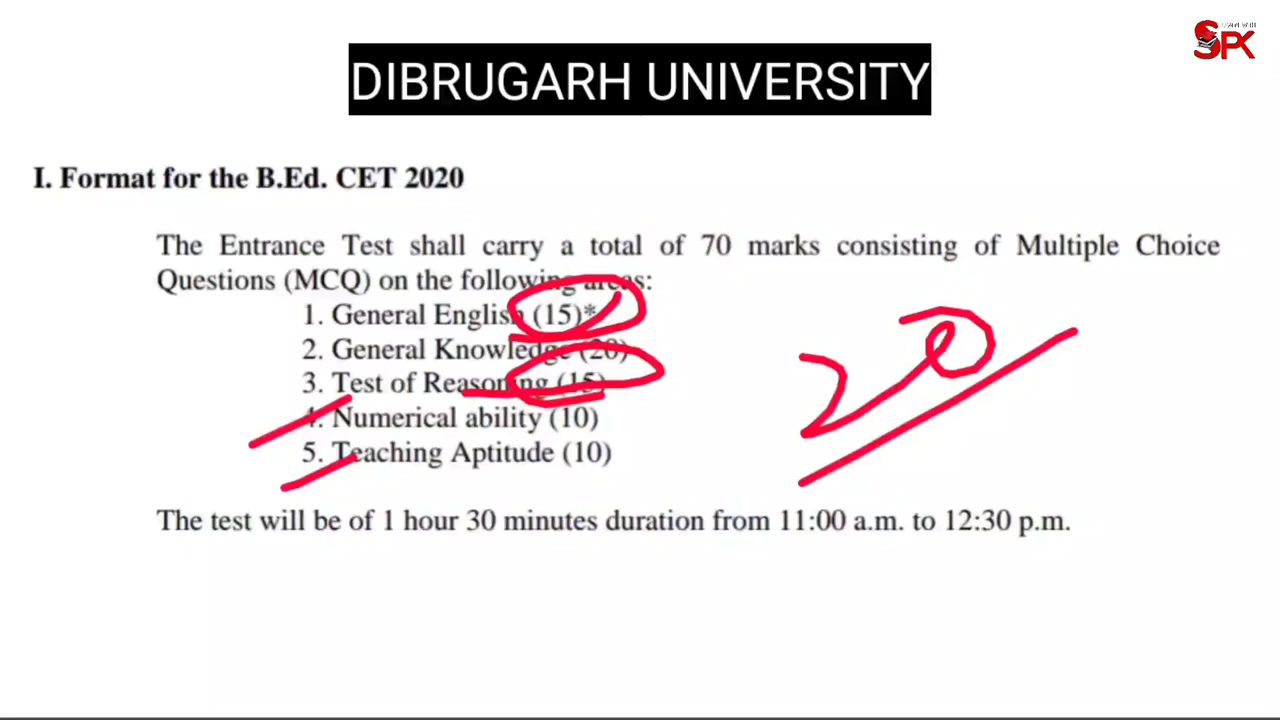 SPK
DIBRUGARH UNIVERSITY
I. Format for the B.Ed. CET 2020
The Entrance Test shall carry a total of 70 marks consisting of Multiple Choice
Questions (MCQ) on the following areas:
1. General English (15)*
2. General Knowledge (20)
3. Test of Reasoning (15)
4. Numerical ability (10)
5. Teaching Aptitude (10)
20
The test will be of 1 hour 30 minutes duration from 11:00 a.m. to 12:30 p.m.